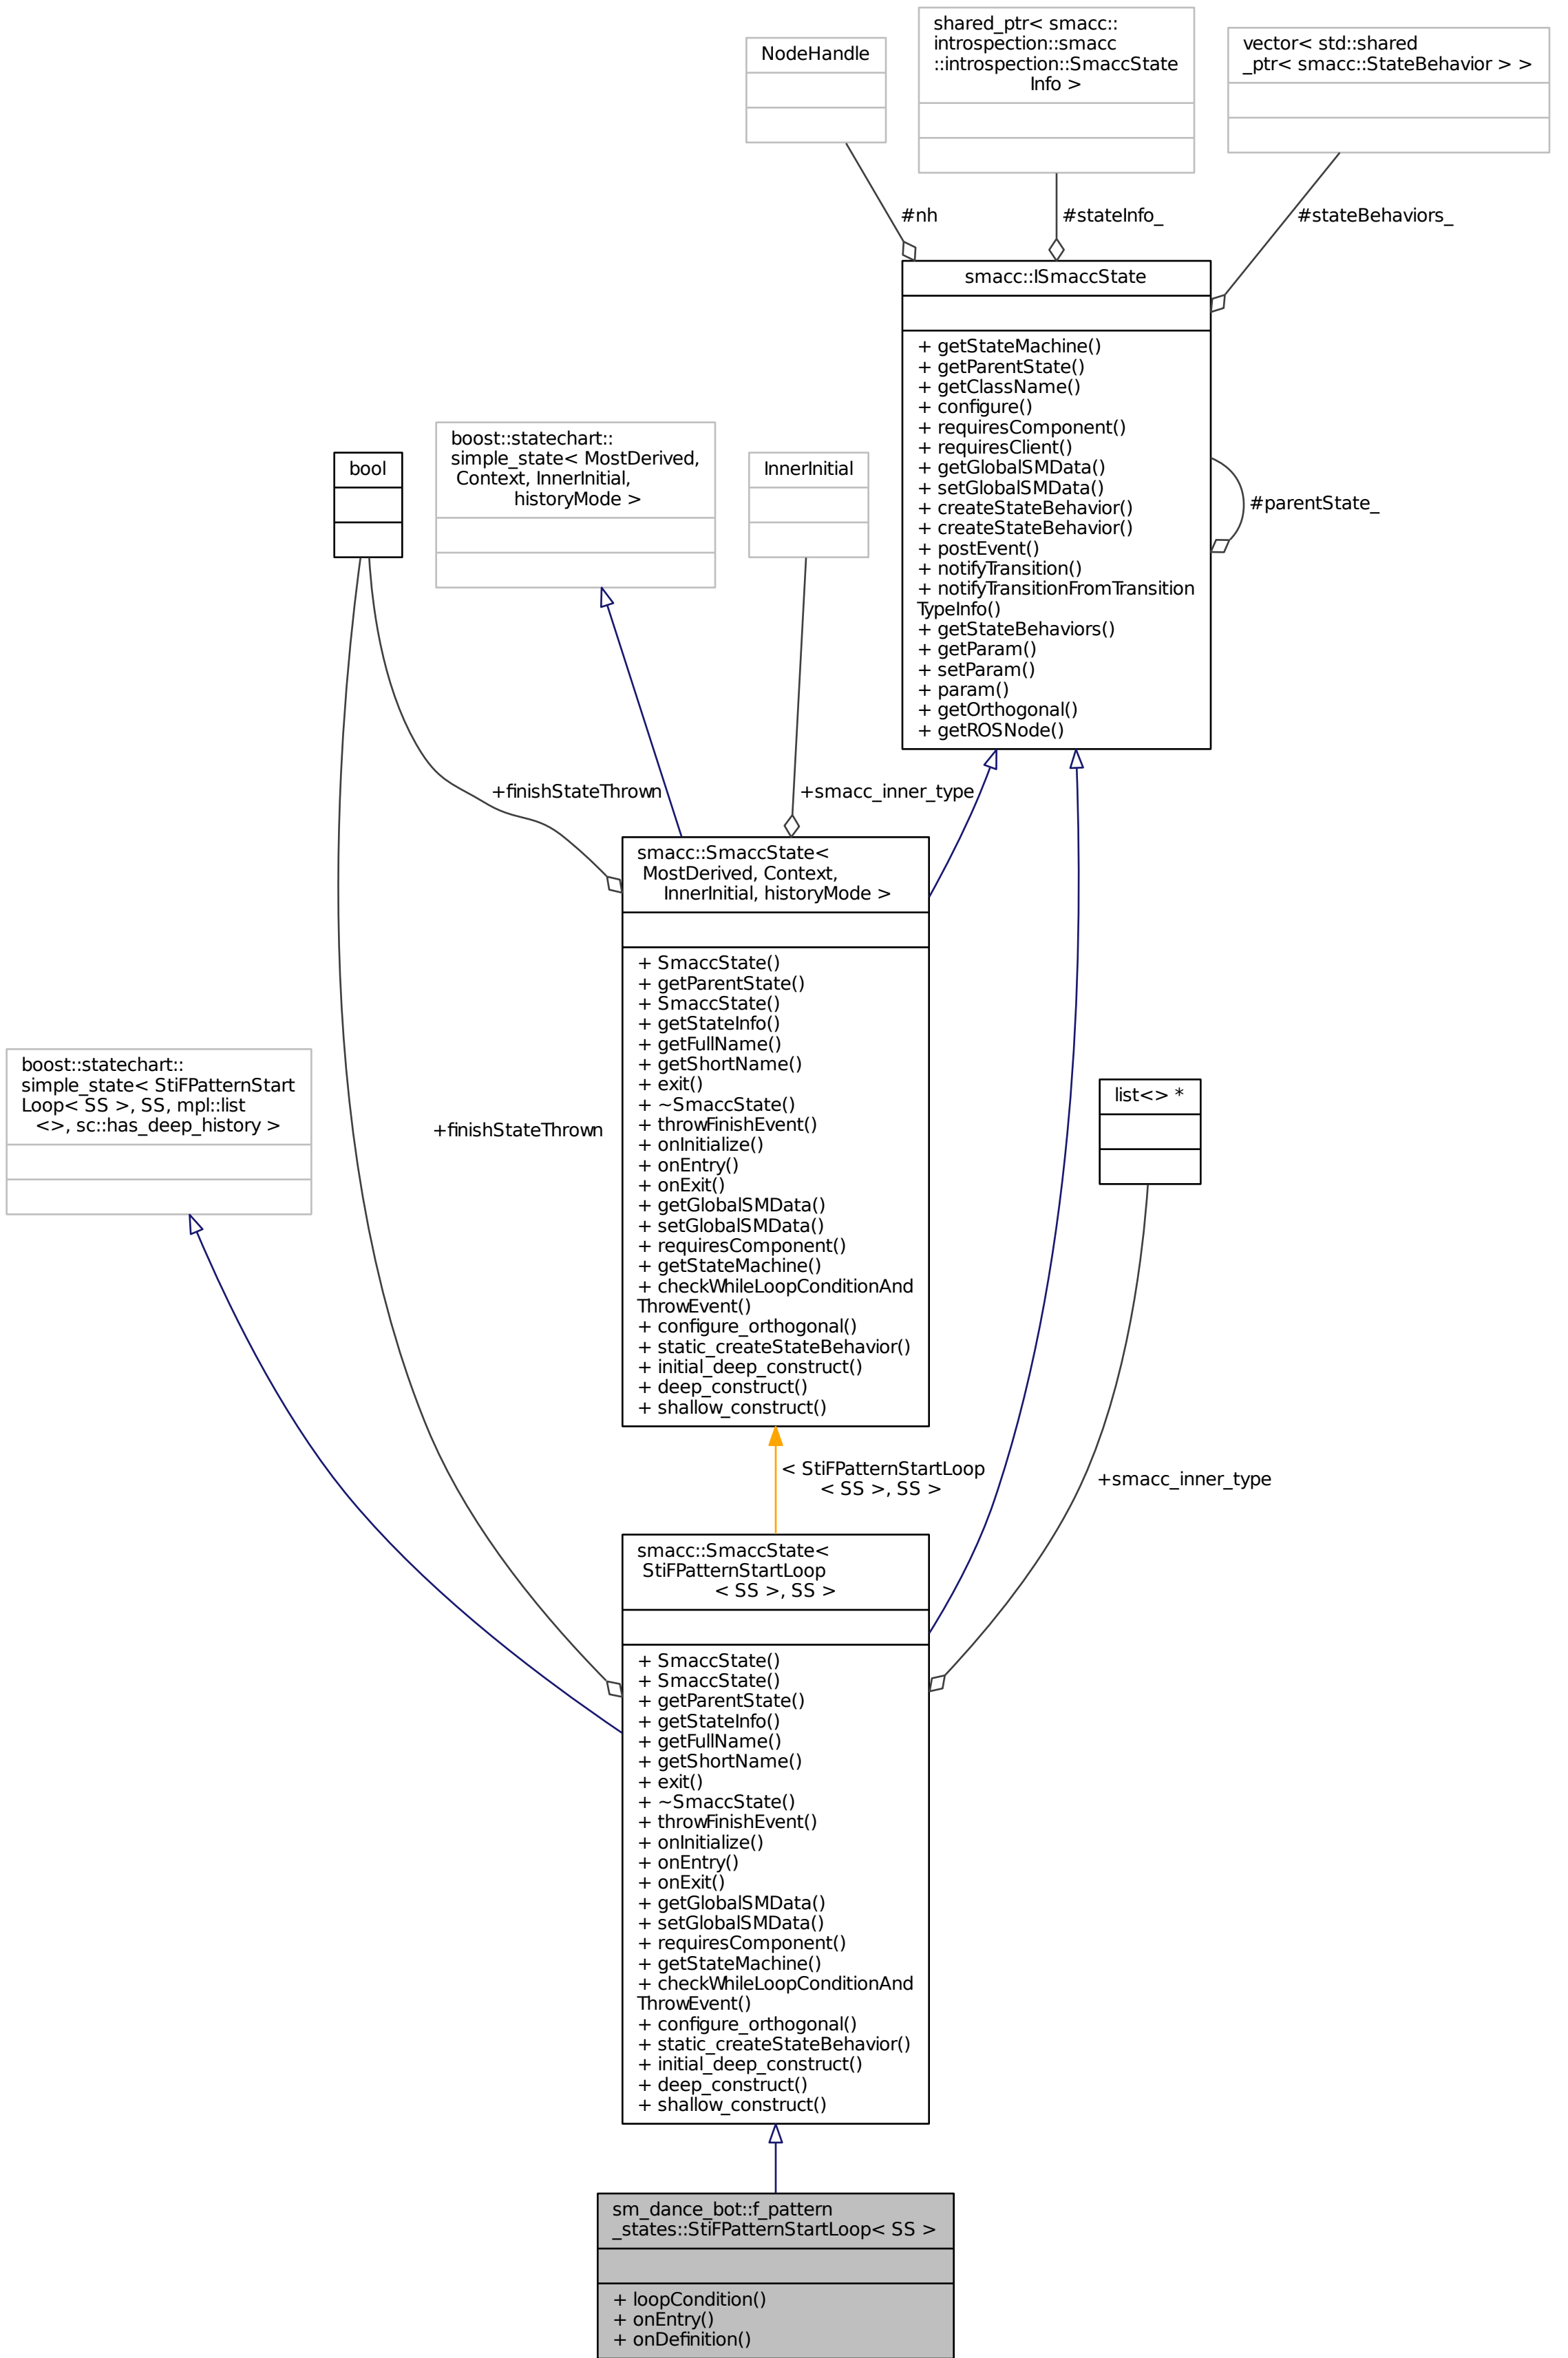 NodeHandle
shared_ptr< smacc::
introspection::smacc
::introspection::SmaccState
Info >
vector< std::shared
_ptr< smacc::StateBehavior > >
#nh
#stateInfo_
#stateBehaviors_
smacc::ISmaccState
+ getStateMachine()
+ getParentState()
+ getClassName()
+ configure()
+ requiresComponent()
+ requiresClient()
+ getGlobalSMData()
+ setGlobalSMData()
+ createStateBehavior()
+ createStateBehavior()
+ postEvent()
+ notifyTransition()
+ notifyTransitionFromTransition
TypeInfo()
+ getStateBehaviors()
+ getParam()
+ setParam()
+ param()
+ getOrthogonal()
+ getROSNode()
#parentState_
bool
boost::statechart::
simple_state< MostDerived,
Context, InnerInitial,
historyMode >
InnerInitial
+finishStateThrown
+smacc_inner_type
smacc::SmaccState<
MostDerived, Context,
InnerInitial, historyMode >
+ SmaccState()
+ getParentState()
+ SmaccState()
+ getStateInfo()
+ getFullName()
+ getShortName()
+ exit()
+ ~SmaccState()
+ throwFinishEvent()
+ onInitialize()
+ onEntry()
+ onExit()
+ getGlobalSMData()
+ setGlobalSMData()
+ requiresComponent()
+ getStateMachine()
+ checkWhileLoopConditionAnd
ThrowEvent()
+ configure_orthogonal()
+ static_createStateBehavior()
+ initial_deep_construct()
+ deep_construct()
+ shallow_construct()
boost::statechart::
simple_state< StiFPatternStart
Loop< SS >, SS, mpl::list
<>, sc::has_deep_history >
+finishStateThrown
list<> *
< StiFPatternStartLoop
< SS >, SS >
+smacc_inner_type
smacc::SmaccState<
StiFPatternStartLoop
< SS >, SS >
+ SmaccState()
+ SmaccState()
+ getParentState()
+ getStateInfo()
+ getFullName()
+ getShortName()
+ exit()
+ ~SmaccState()
+ throwFinishEvent()
+ onInitialize()
+ onEntry()
+ onExit()
+ getGlobalSMData()
+ setGlobalSMData()
+ requiresComponent()
+ getStateMachine()
+ checkWhileLoopConditionAnd
ThrowEvent()
+ configure_orthogonal()
+ static_createStateBehavior()
+ initial_deep_construct()
+ deep_construct()
+ shallow_construct()
sm_dance_bot::f_pattern
_states::StiFPatternStartLoop< SS >
+ loopCondition()
+ onEntry()
+ onDefinition()